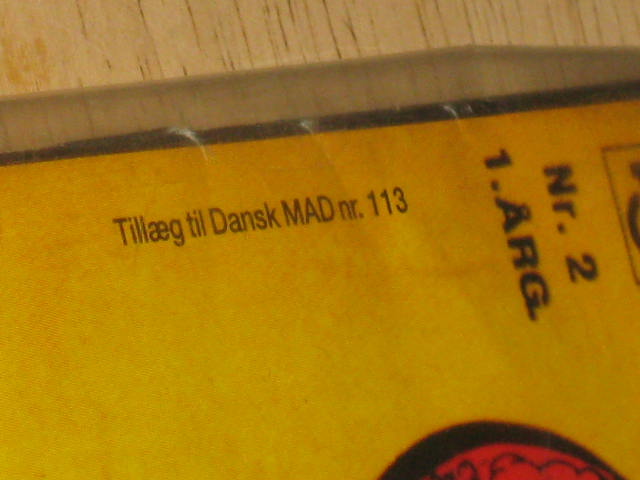 Tillæg til Dansk MAD nr. 113
Nr. 2
1. ÅRG.